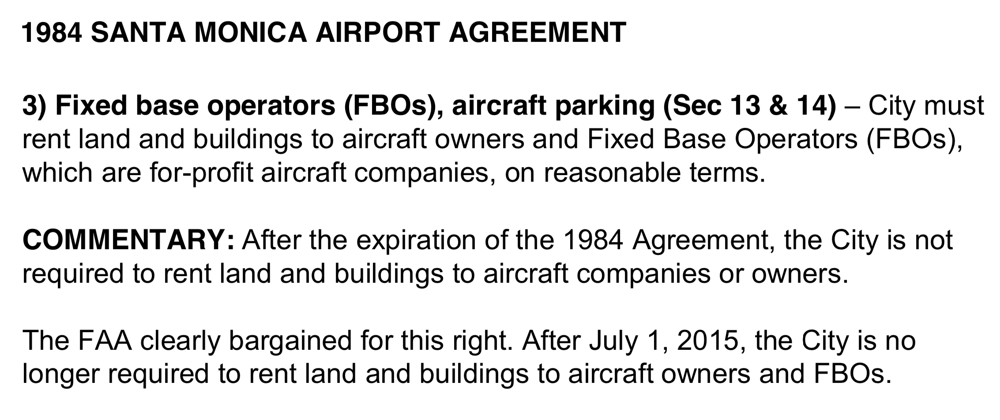 1984 SANTA MONICA AIRPORT AGREEMENT
3) Fixed base operators (FBOs), aircraft parking (Sec 13 & 14) – City must
rent land and buildings to aircraft owners and Fixed Base Operators (FBOs),
which are for-profit aircraft companies, on reasonable terms.
COMMENTARY: After the expiration of the 1984 Agreement, the City is not
required to rent land and buildings to aircraft companies or owners.
The FAA clearly bargained for this right. After July 1, 2015, the City is no
longer required to rent land and buildings to aircraft owners and FBOs.